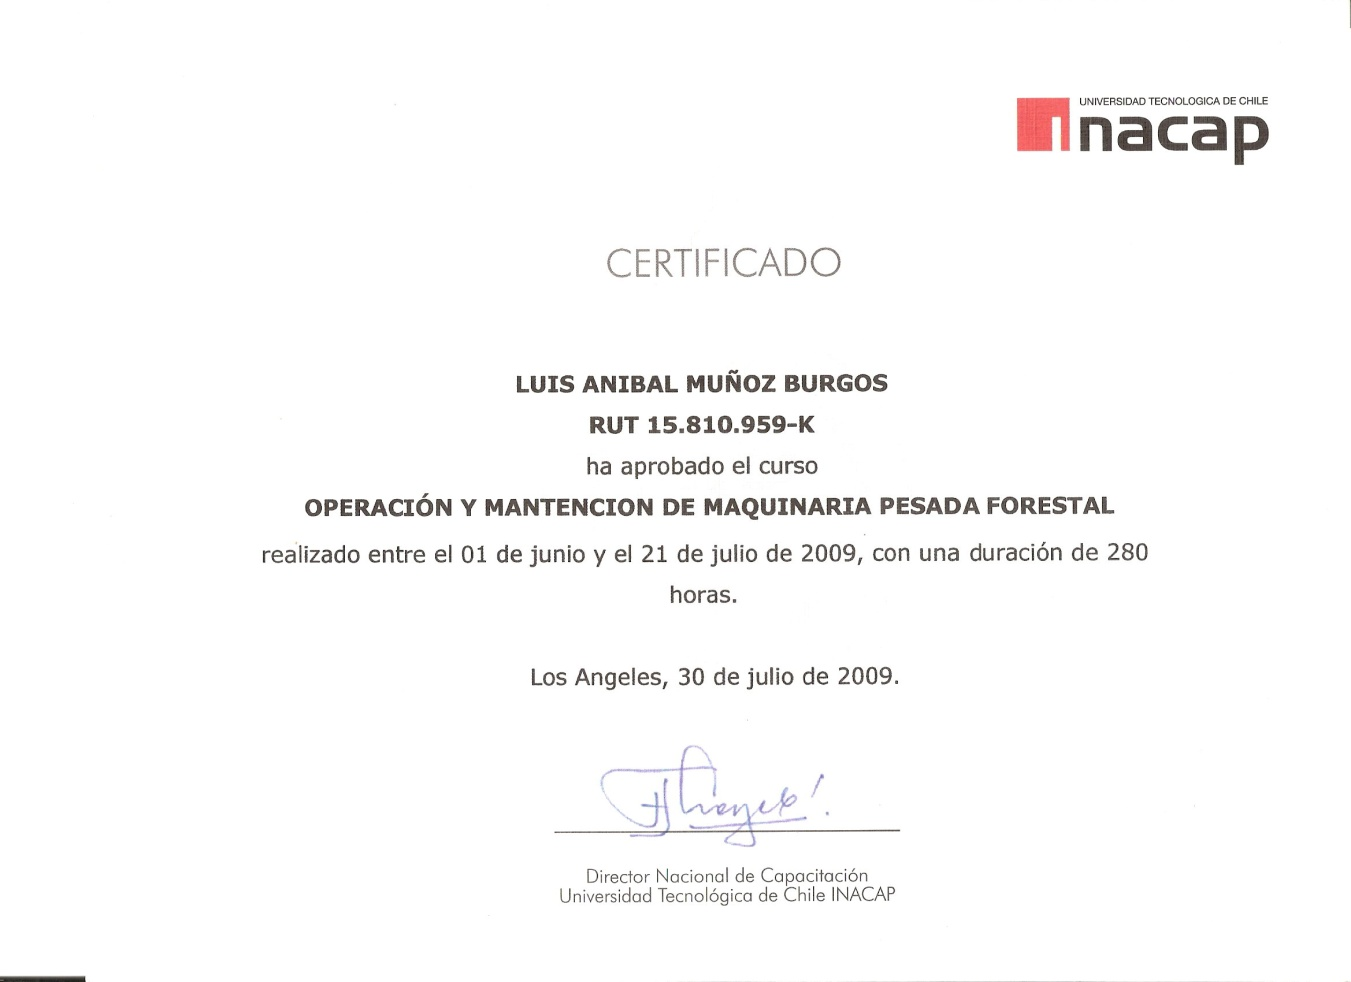 UNIVERSIDAD TECNOLOGICA DE CHILE
inacap
CERTIFICADO
LUIS ANIBAL MUÑOZ BURGOS
RUT 15.810.959-K
ha aprobado el curso
OPERACIÓN Y MANTENCION DE MAQUINARIA PESADA FORESTAL
realizado entre el 01 de junio y el 21 de julio de 2009, con una duración de 280
horas.
Los Angeles, 30 de julio de 2009.
Director Nacional de Capacitación
Universidad Tecnológica de Chile INACAP